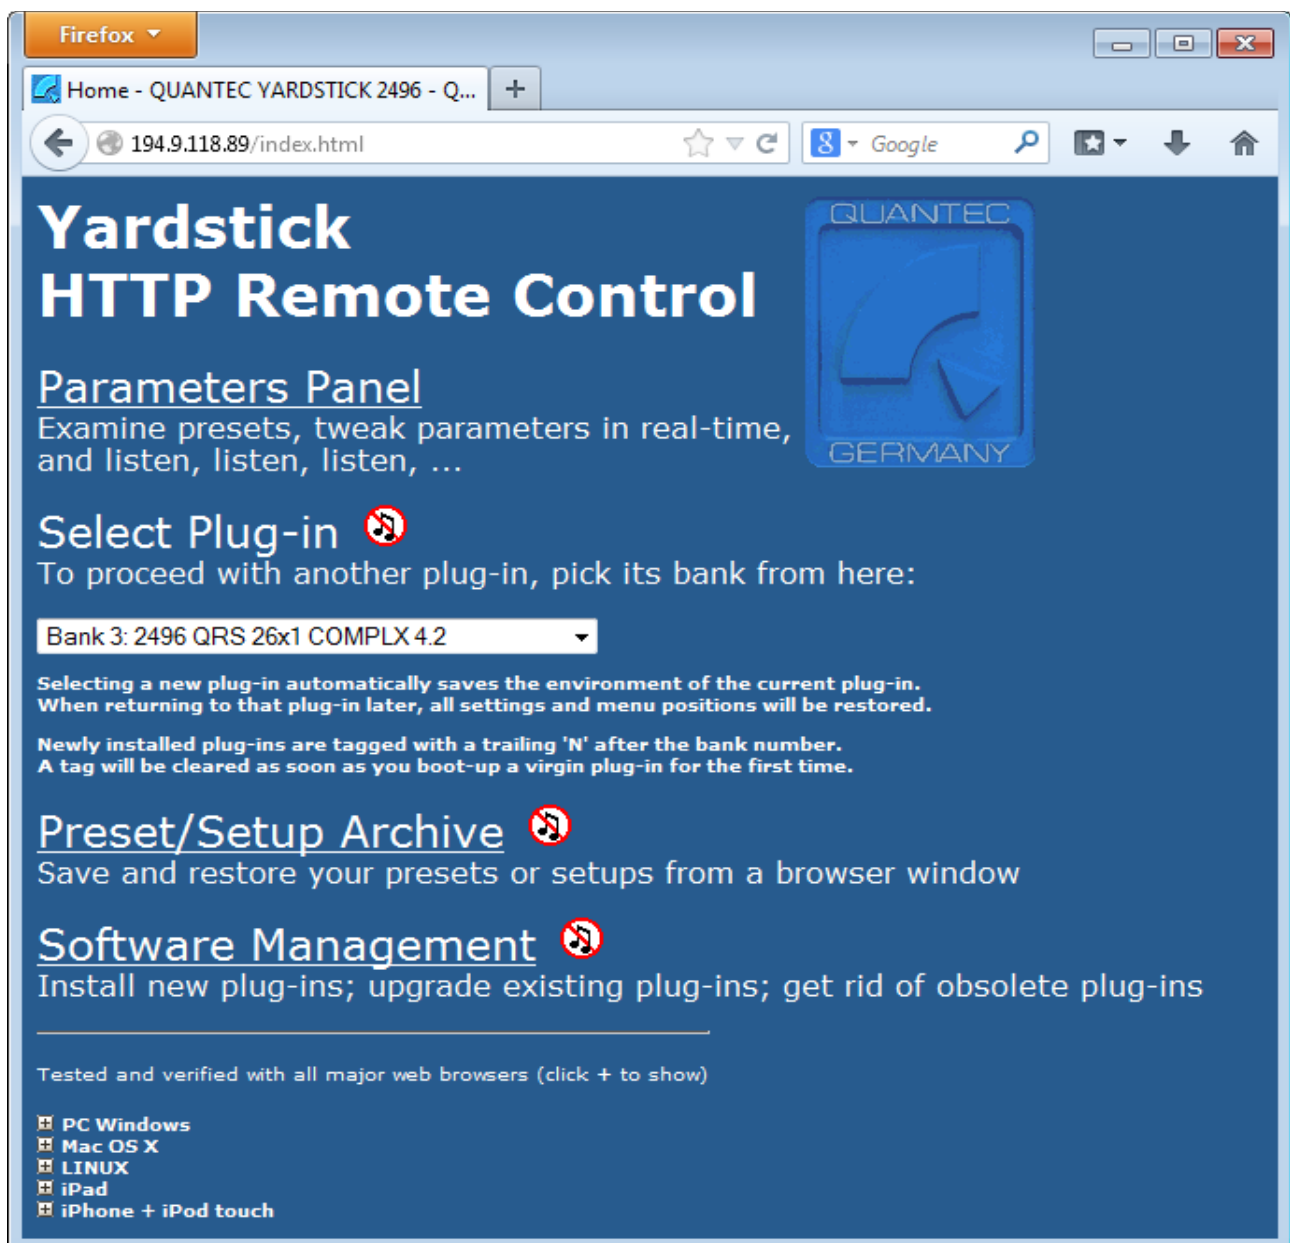 Firefox
Home - QUANTEC YARDSTICK 2496 - Q...
194.9.118.89/index.html
Google
Yardstick
HTTP Remote Control
QUANTEC
GERMANY
Parameters Panel
Examine presets, tweak parameters in real-time,
and listen, listen, listen, ...
Select Plug-in
To proceed with another plug-in, pick its bank from here:
Bank 3: 2496 QRS 26x1 COMPLX 4.2
Selecting a new plug-in automatically saves the environment of the current plug-in.
When returning to that plug-in later, all settings and menu positions will be restored.
Newly installed plug-ins are tagged with a trailing 'N' after the bank number.
A tag will be cleared as soon as you boot-up a virgin plug-in for the first time.
Preset/Setup Archive
Save and restore your presets or setups from a browser window
Software Management
Install new plug-ins; upgrade existing plug-ins; get rid of obsolete plug-ins
Tested and verified with all major web browsers (click + to show)
PC Windows
Mac OS X
LINUX
iPad
iPhone + iPod touch